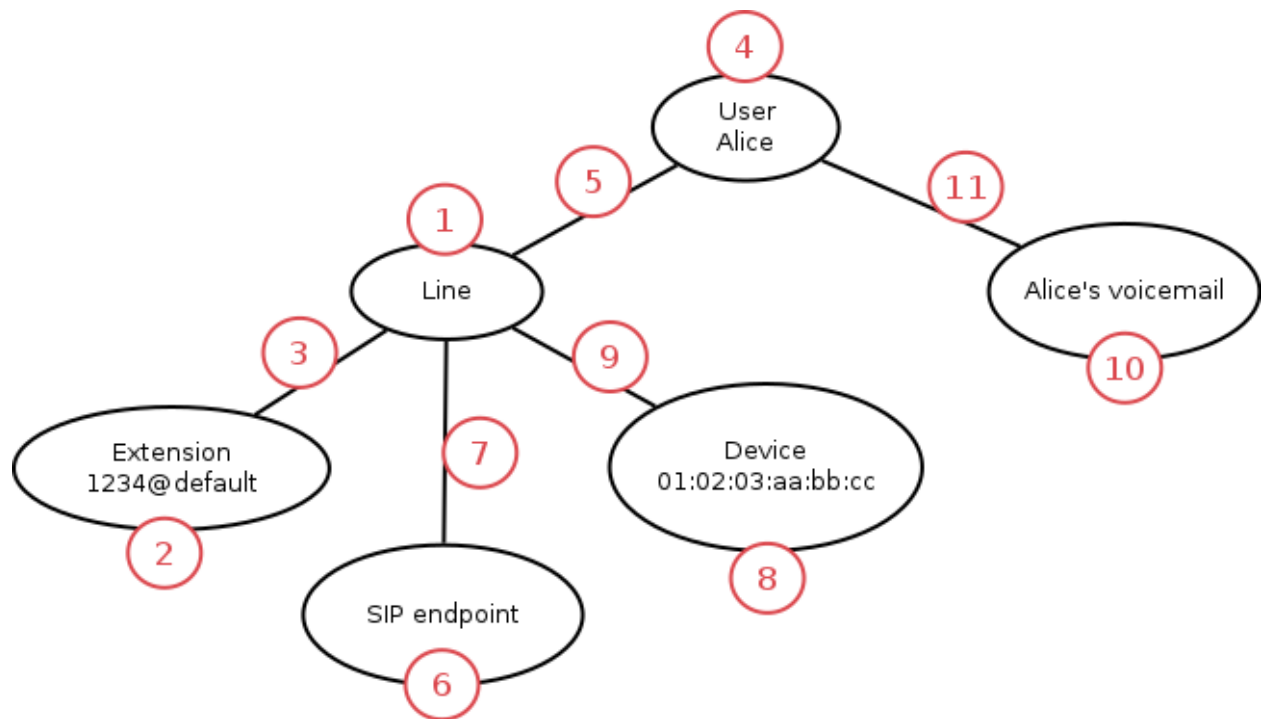 4
User
Alice
5
11
1
Line
Alice's voicemail
3
9
10
7
Extension
1234@default
Device
01:02:03:aa:bb:cc
2
8
SIP endpoint
6